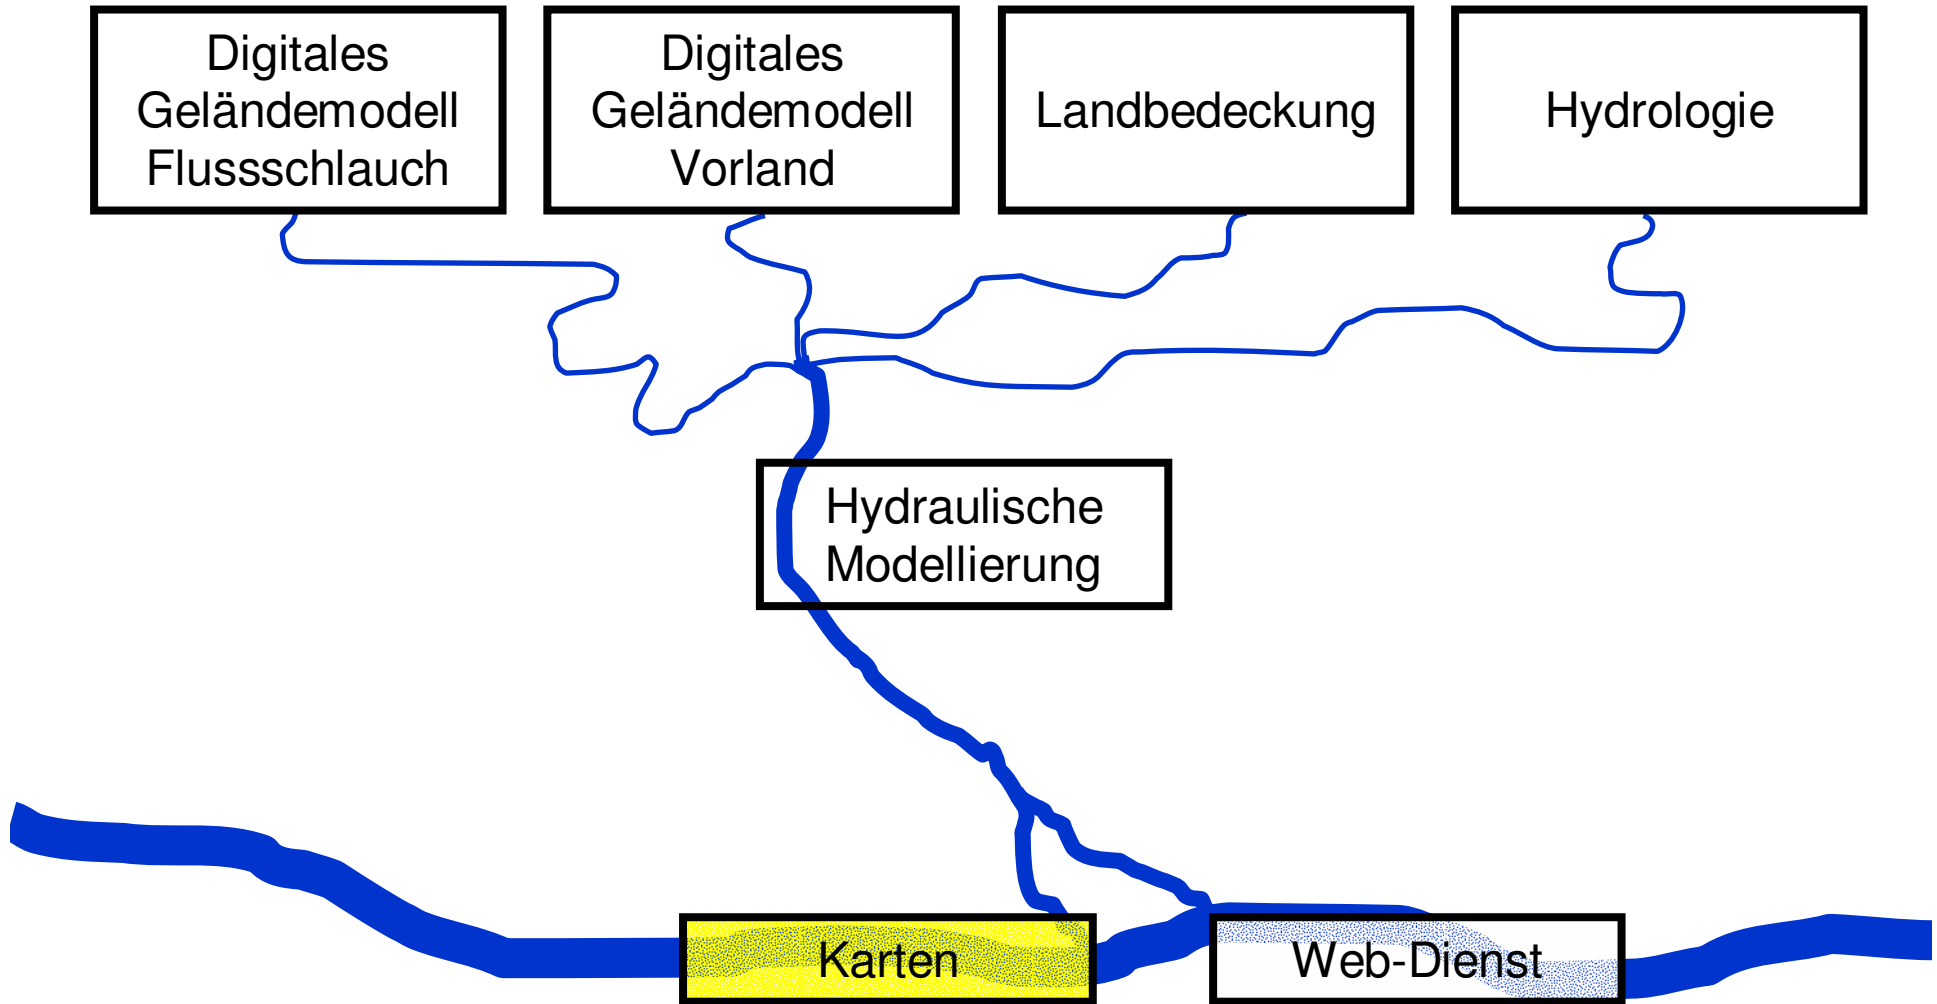 Digitales
Geländemodell
Flussschlauch
Digitales
Geländemodell
Vorland
Landbedeckung
Hydrologie
Hydraulische
Modellierung
Karten
Web-Dienst